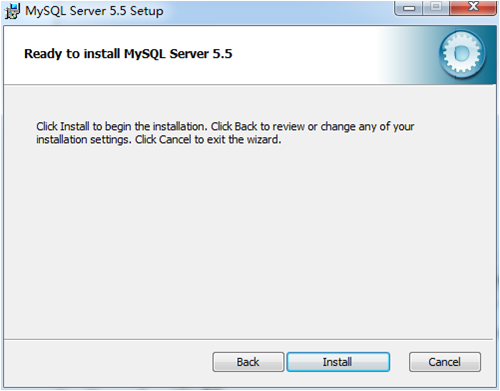 MySQL Server 5.5 Setup
Ready to install MySQL Server 5.5
Click Install to begin the installation. Click Back to review or change any of your
installation settings. Click Cancel to exit the wizard.
Back Install Cancel